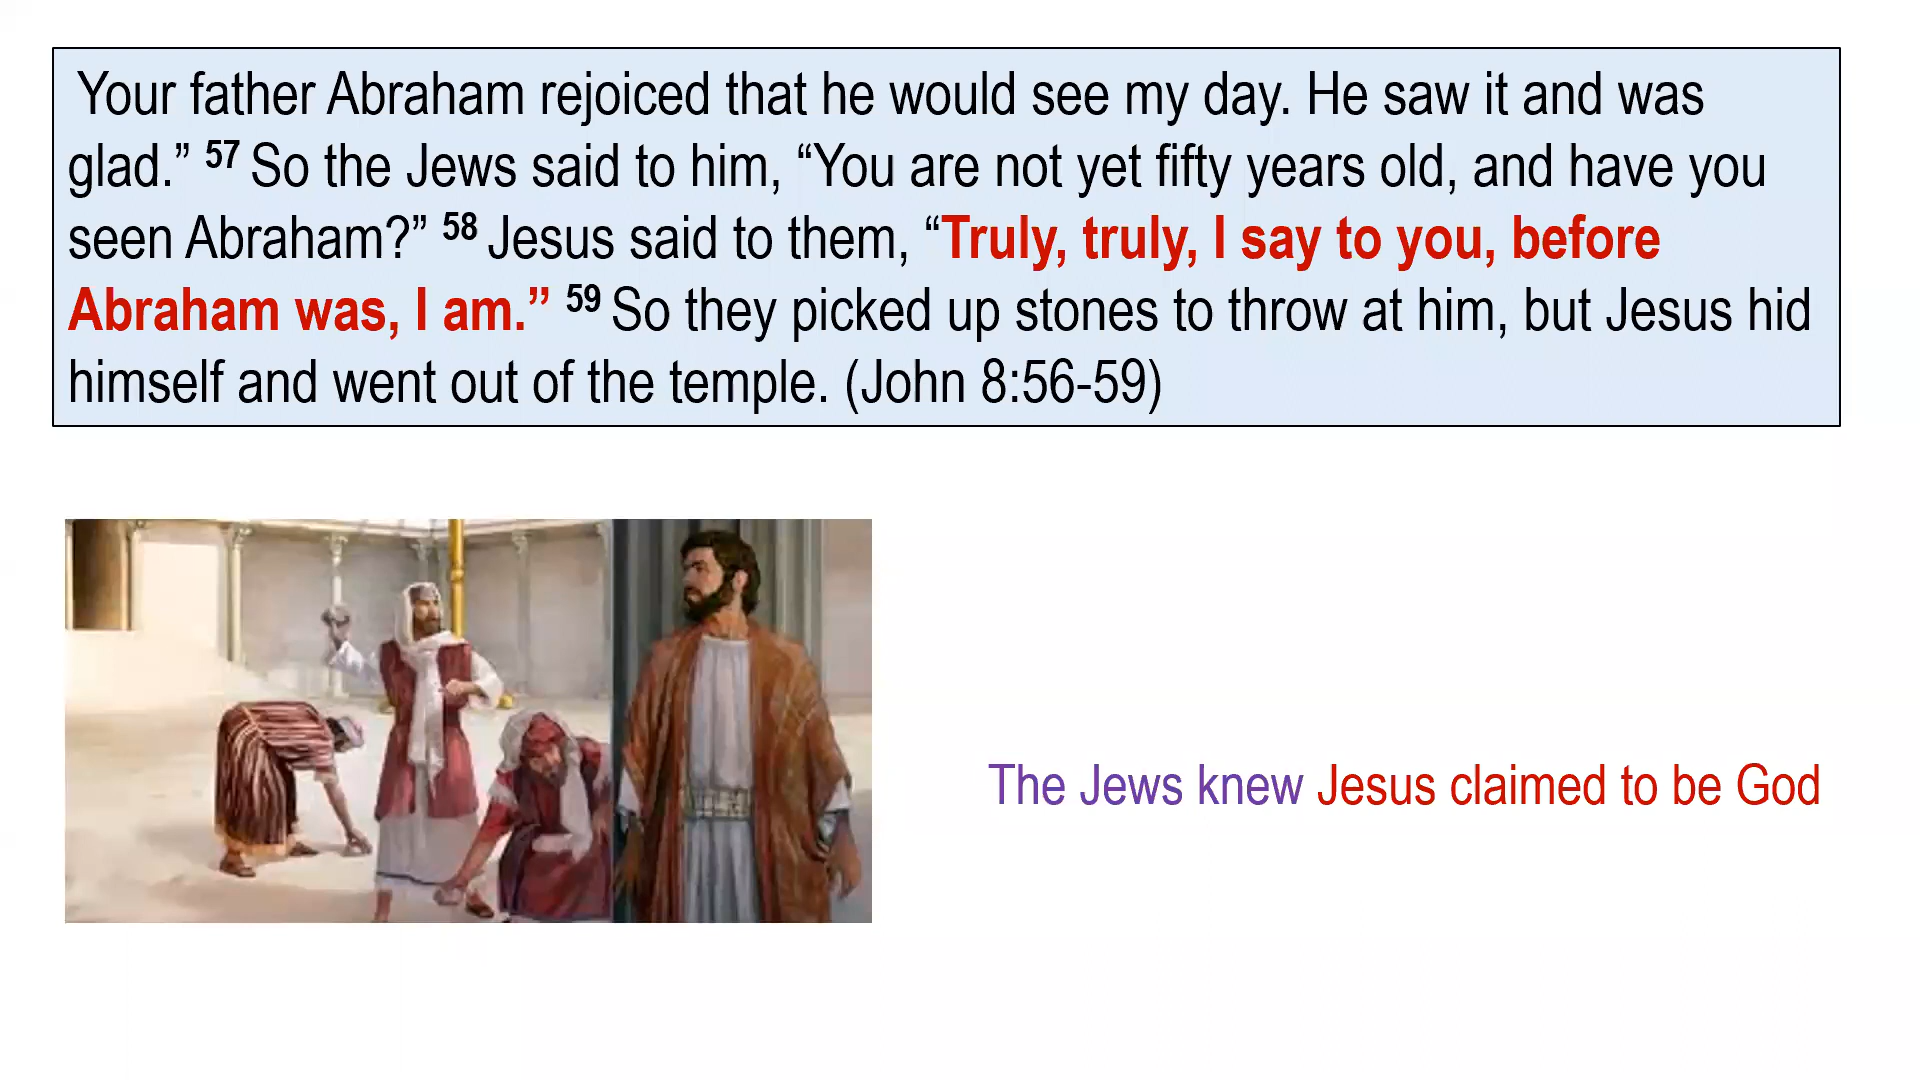 Your father Abraham rejoiced that he would see my day. He saw it and was
glad.” 57 So the Jews said to him, “You are not yet fifty years old, and have you
seen Abraham?” 58 Jesus said to them, “Truly, truly, I say to you, before
Abraham was, I am.” 59 So they picked up stones to throw at him, but Jesus hid
himself and went out of the temple. (John 8:56-59)
The Jews knew Jesus claimed to be God